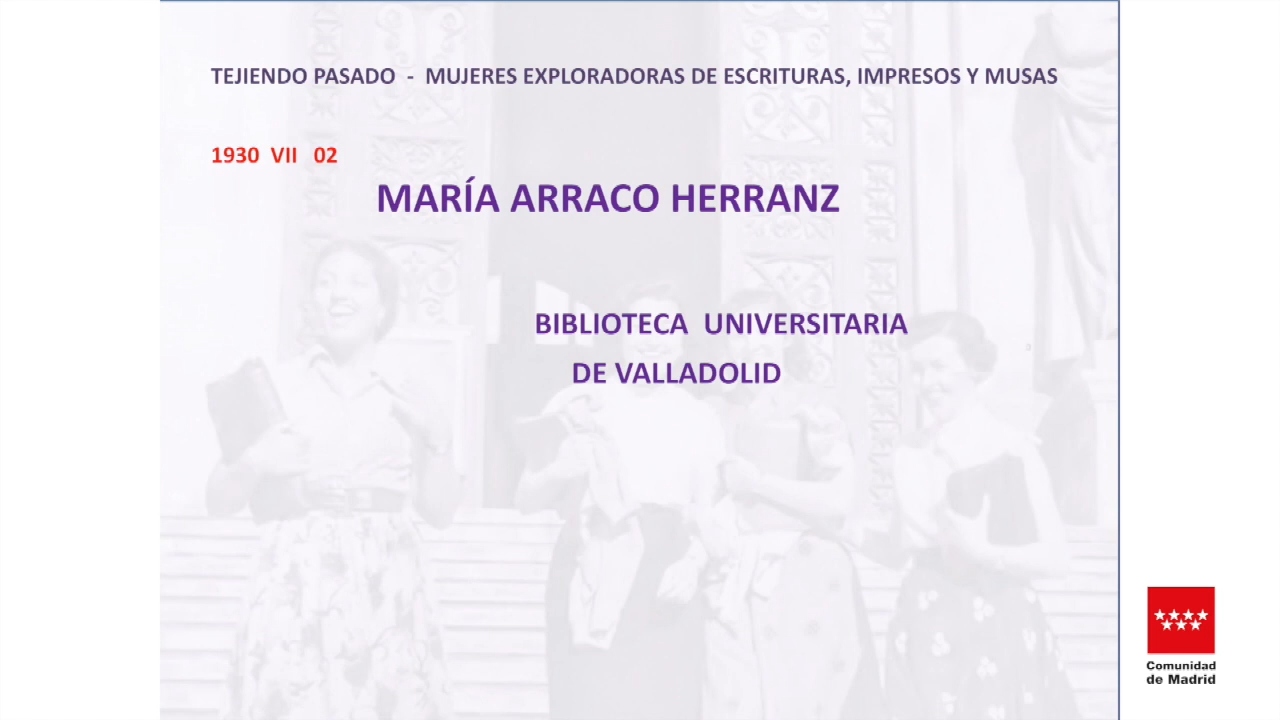 TEJIENDO PASADO - MUJERES EXPLORADORAS DE ESCRITURAS, IMPRESOS Y MUSAS
1930 VII 02
MARÍA ARRACO HERRANZ
BIBLIOTECA UNIVERSITARIA
DE VALLADOLID
Comunidad
de Madrid